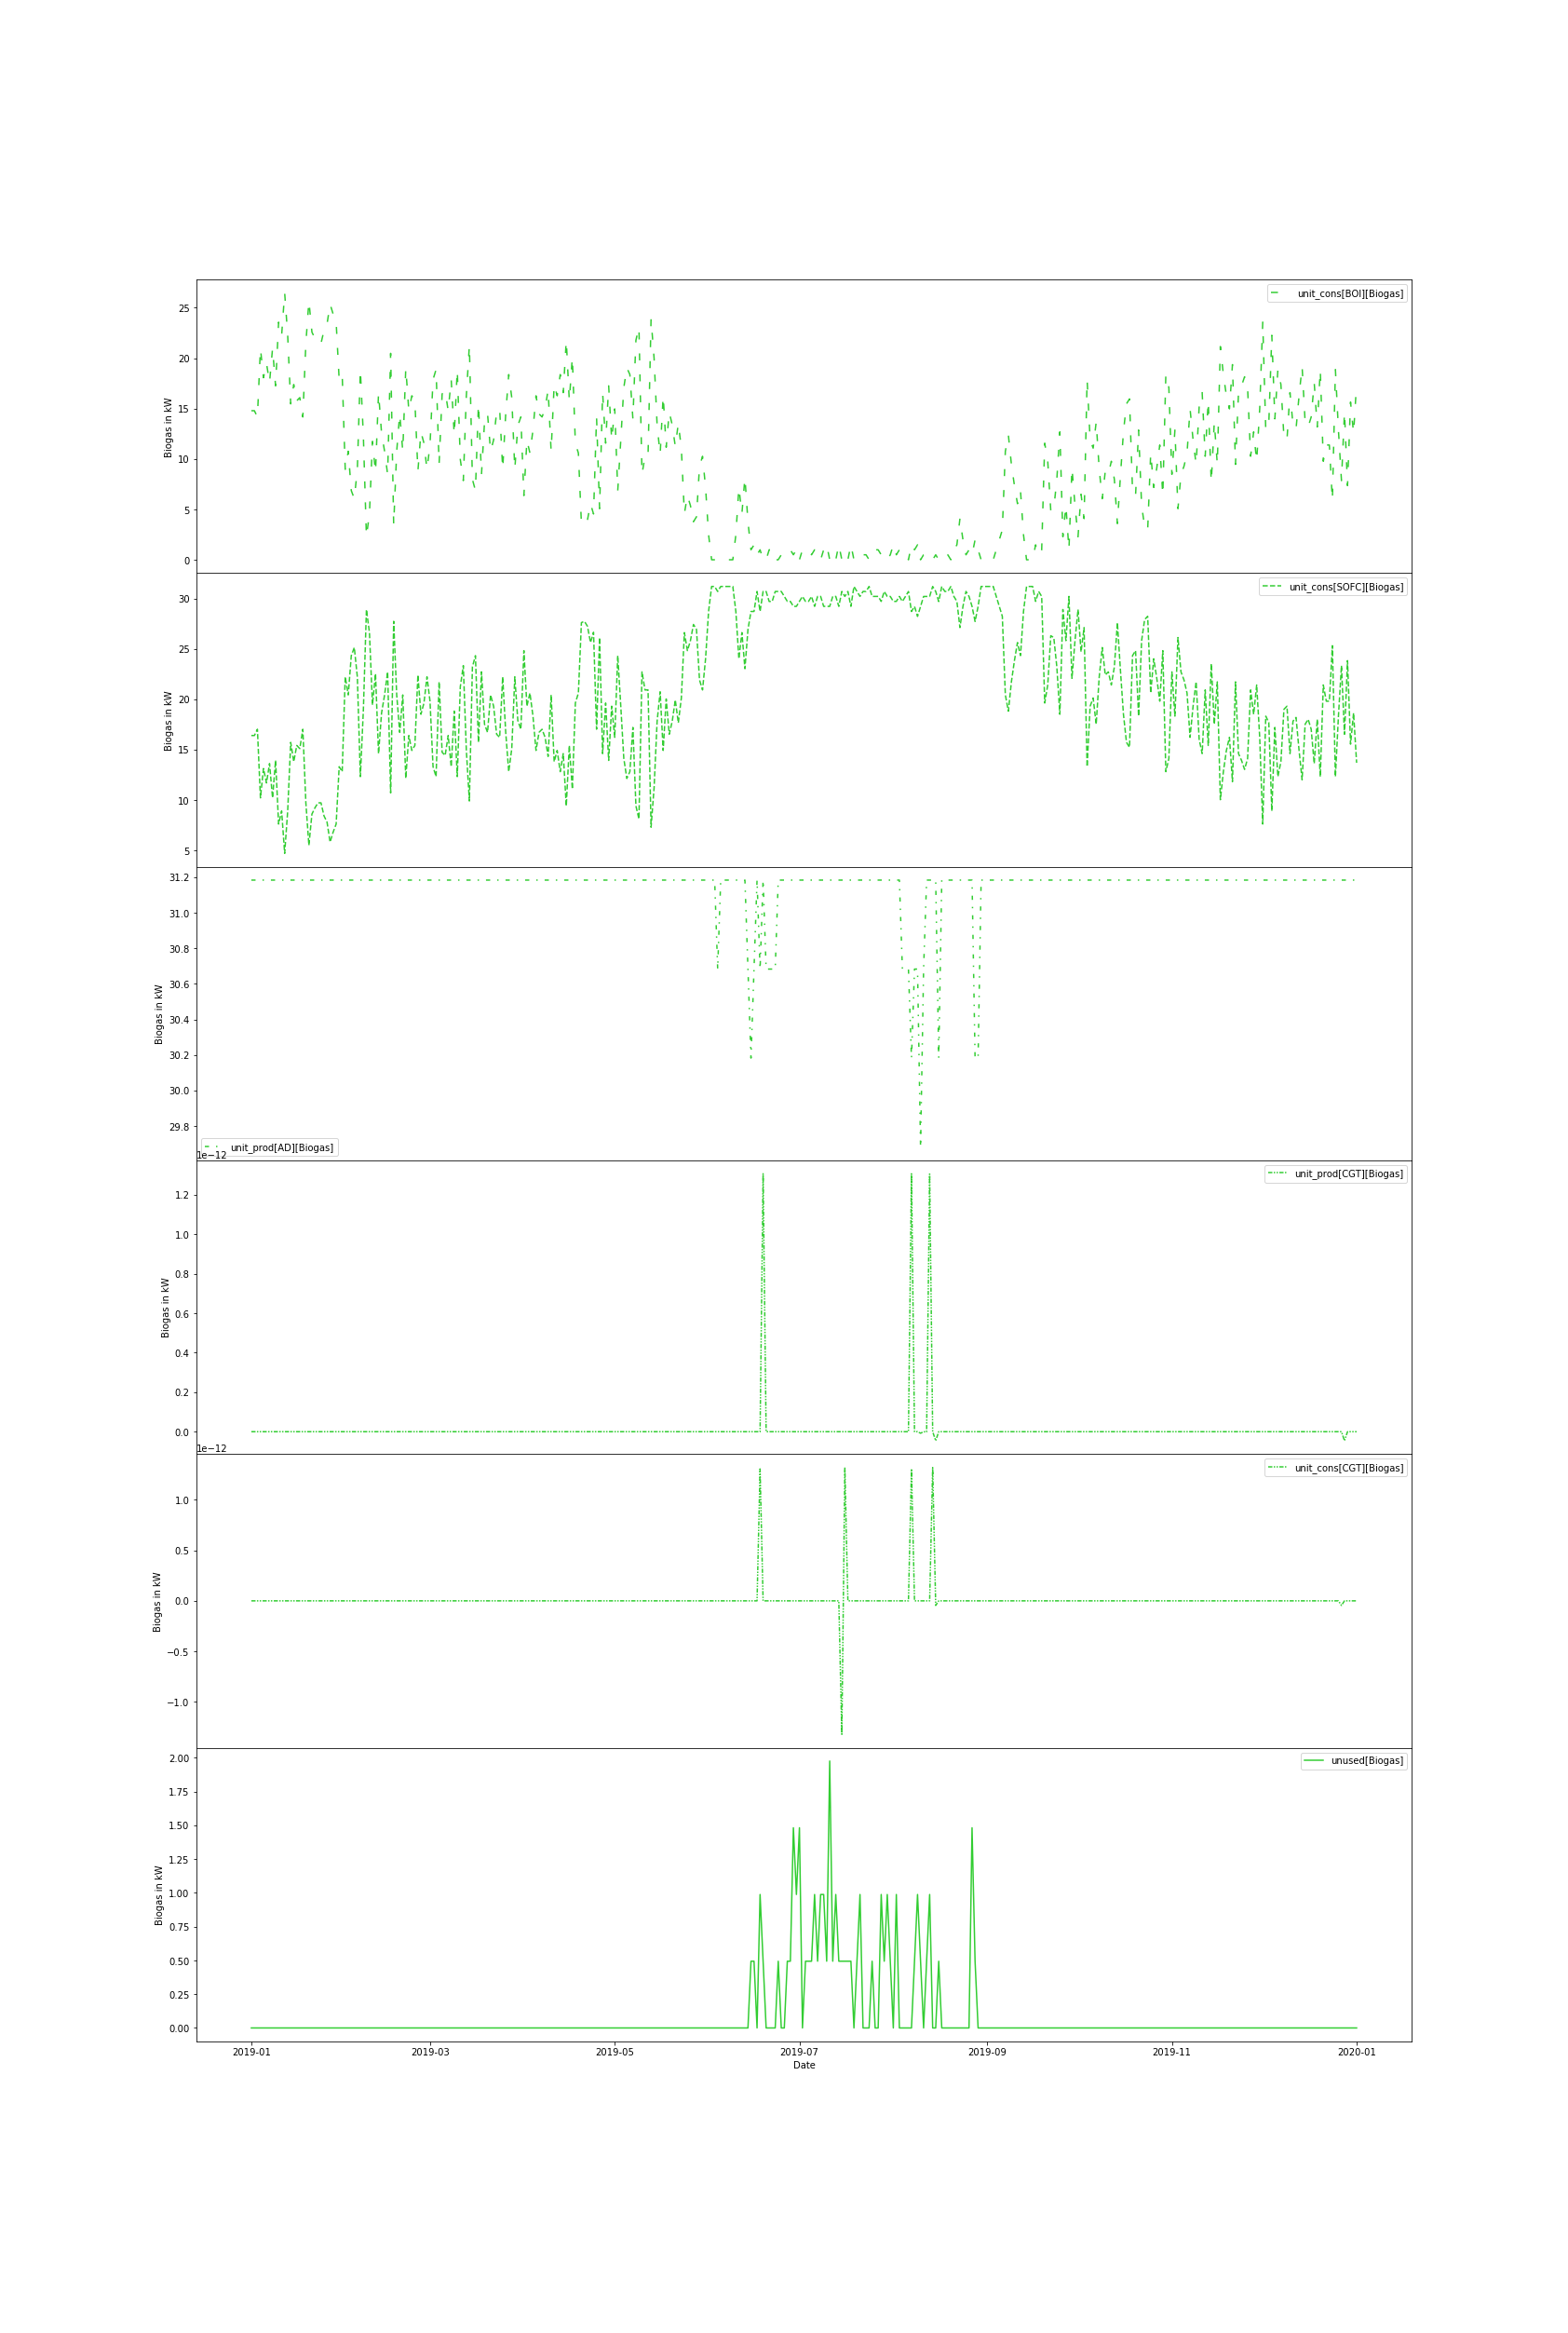 unit_cons[BOI][Biogas]
25
20
15
10
5
0
Biogas in kW
unit_cons[SOFC][Biogas]
30
25
20
15
10
5
Biogas in kW
31.2
31.0
30.8
30.6
30.4
30.2
30.0
29.8
Biogas in kW
unit_prod[AD][Biogas]
1e−12
unit_prod[CGT][Biogas]
1.2
1.0
0.8
0.6
0.4
0.2
0.0
Biogas in kW
1e−12
unit_cons[CGT][Biogas]
1.0
0.5
0.0
−0.5
−1.0
Biogas in kW
unused[Biogas]
2.00
1.75
1.50
1.25
1.00
0.75
0.50
0.25
0.00
Biogas in kW
2019-01 2019-03 2019-05 2019-07 2019-09 2019-11 2020-01
Date